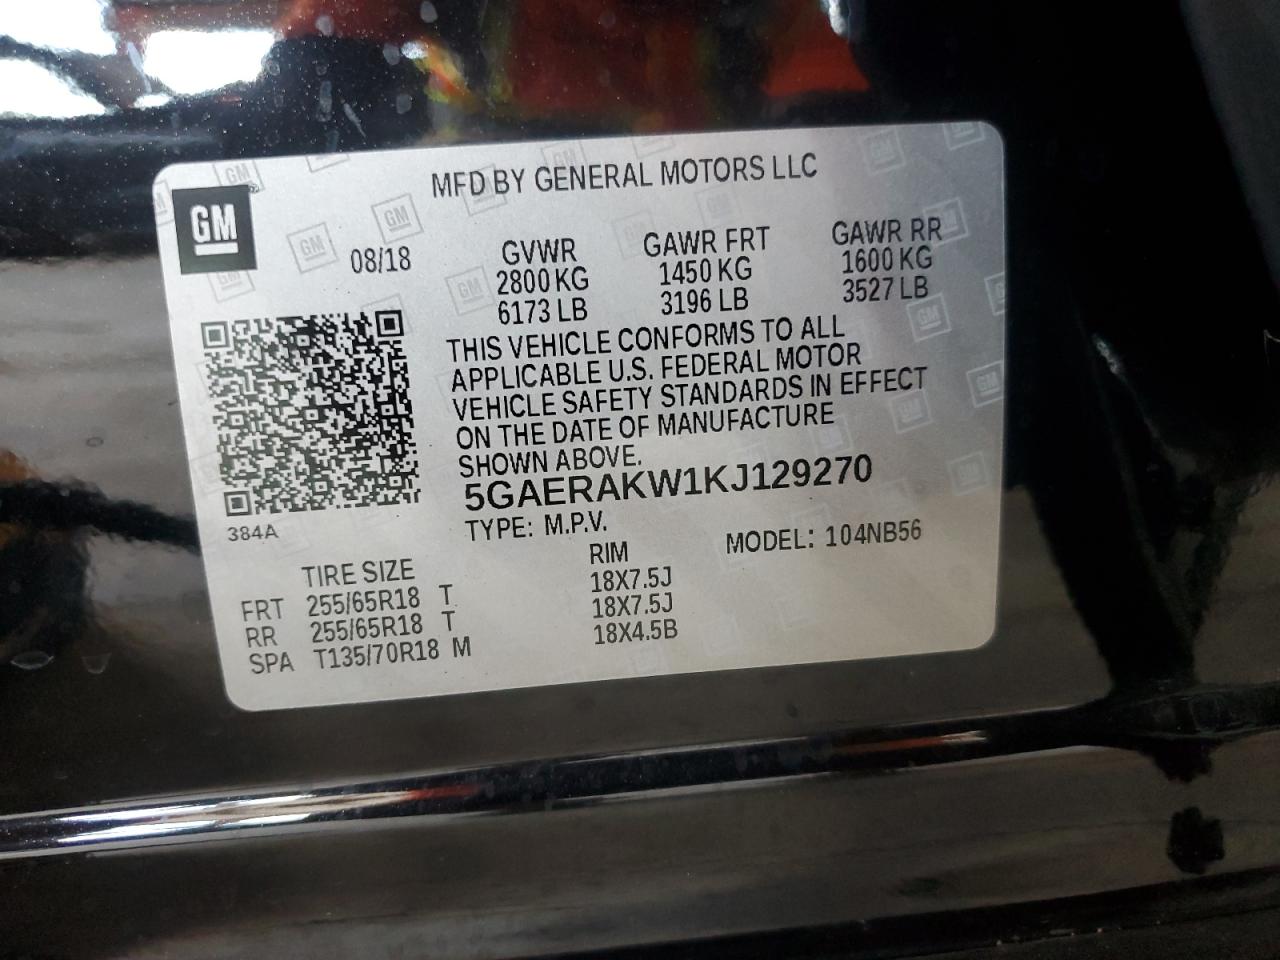 MFD BY GENERAL MOTORS LLC
GM
08/18
GVWR GAWR FRT GAWR RR
2800 KG 1450 KG 1600 KG
6173 LB 3196 LB 3527 LB
THIS VEHICLE CONFORMS TO ALL
APPLICABLE U.S. FEDERAL MOTOR
VEHICLE SAFETY STANDARDS IN EFFECT
ON THE DATE OF MANUFACTURE
SHOWN ABOVE.
5GAERAKW1KJ129270
384A
TYPE: M.P.V. MODEL: 104NB56
TIRE SIZE RIM
FRT 255/65R18 T 18X7.5J
RR 255/65R18 T 18X7.5J
SPA T135/70R18 M 18X4.5B